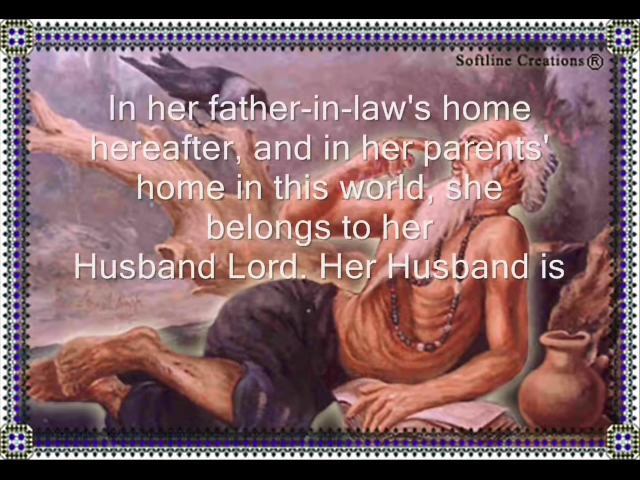 Softline Creations®
In her father-in-law's home
hereafter, and in her parents'
home in this world, she
belongs to her
Husband Lord. Her Husband is